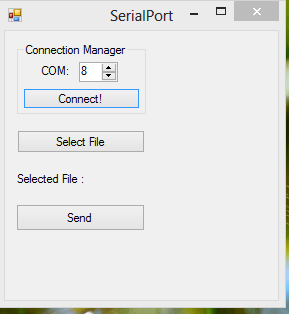 SerialPort
Connection Manager
COM: 8
Connect!
Select File
Selected File :
Send